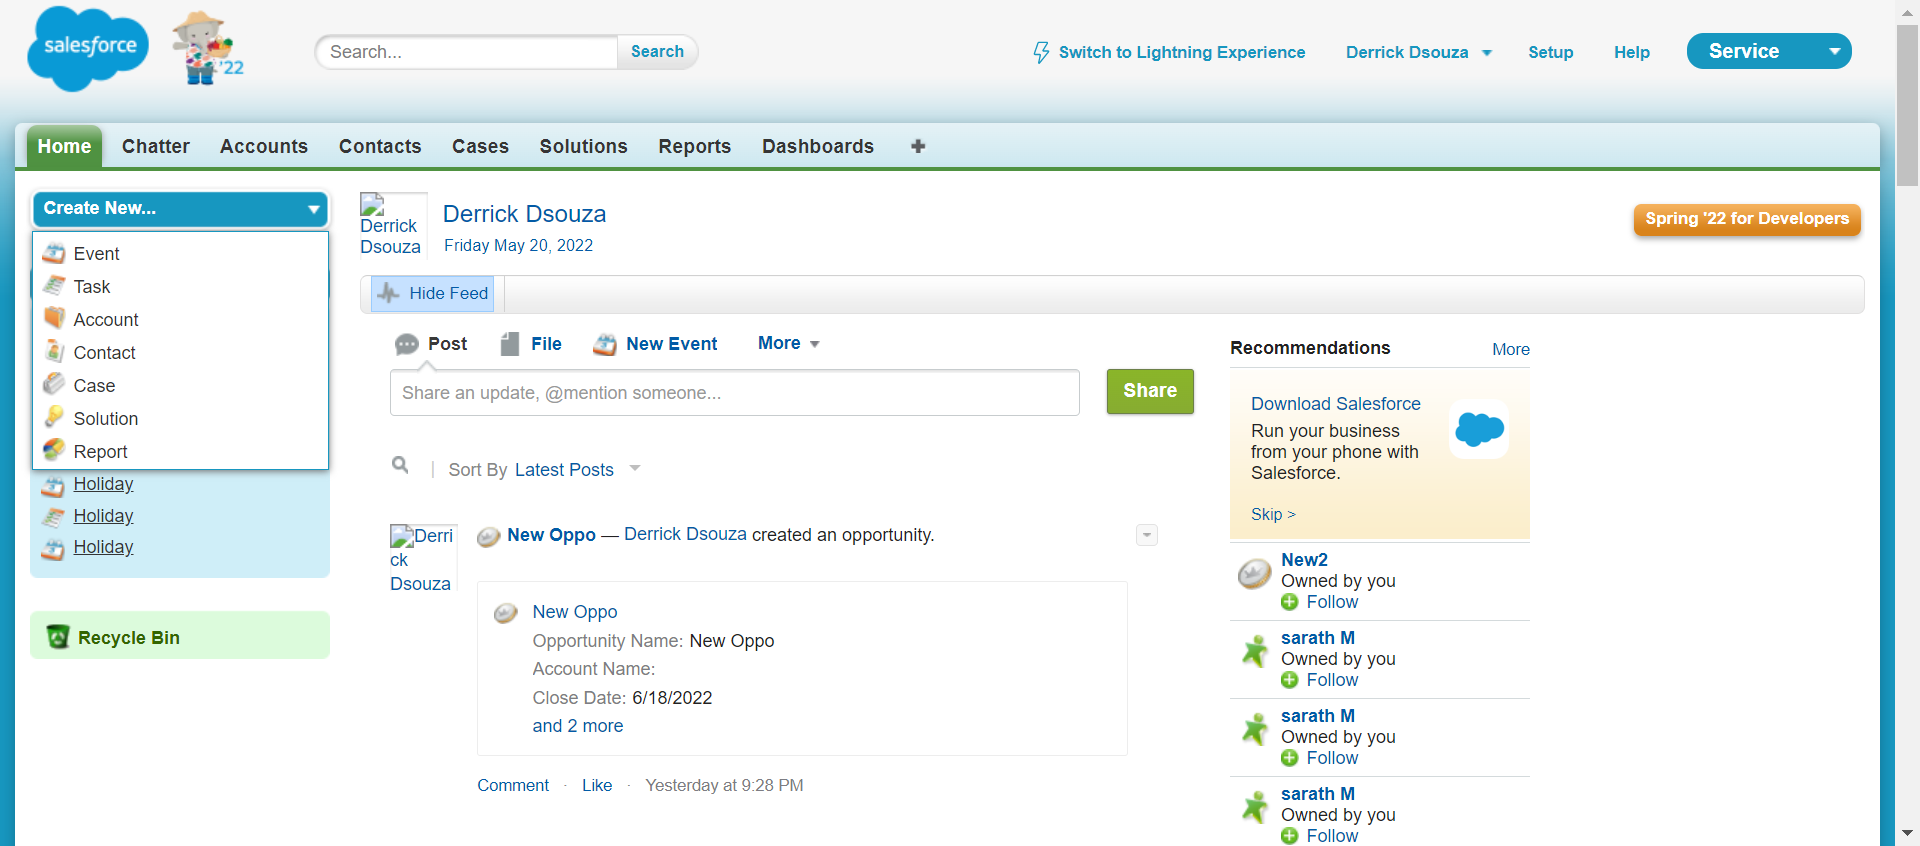 salesforce
'22
Search...
Search
Switch to Lightning Experience
Derrick Dsouza
Setup
Help
Service
Home
Chatter
Accounts
Contacts
Cases
Solutions
Reports
Dashboards
Create New...
Event
Task
Account
Contact
Case
Solution
Report
Holiday
Holiday
Holiday
Recycle Bin
Derrick
Dsouza
Derrick Dsouza
Friday May 20, 2022
Spring '22 for Developers
Hide Feed
Post
File
New Event
More
Share an update, @mention someone...
Share
Sort By Latest Posts
Derri
ck
Dsouza
New Oppo — Derrick Dsouza created an opportunity.
New Oppo
Opportunity Name: New Oppo
Account Name:
Close Date: 6/18/2022
and 2 more
Comment · Like · Yesterday at 9:28 PM
Recommendations
More
Download Salesforce
Run your business
from your phone with
Salesforce.
Skip >
New2
Owned by you
Follow
sarath M
Owned by you
Follow
sarath M
Owned by you
Follow
sarath M
Owned by you
Follow